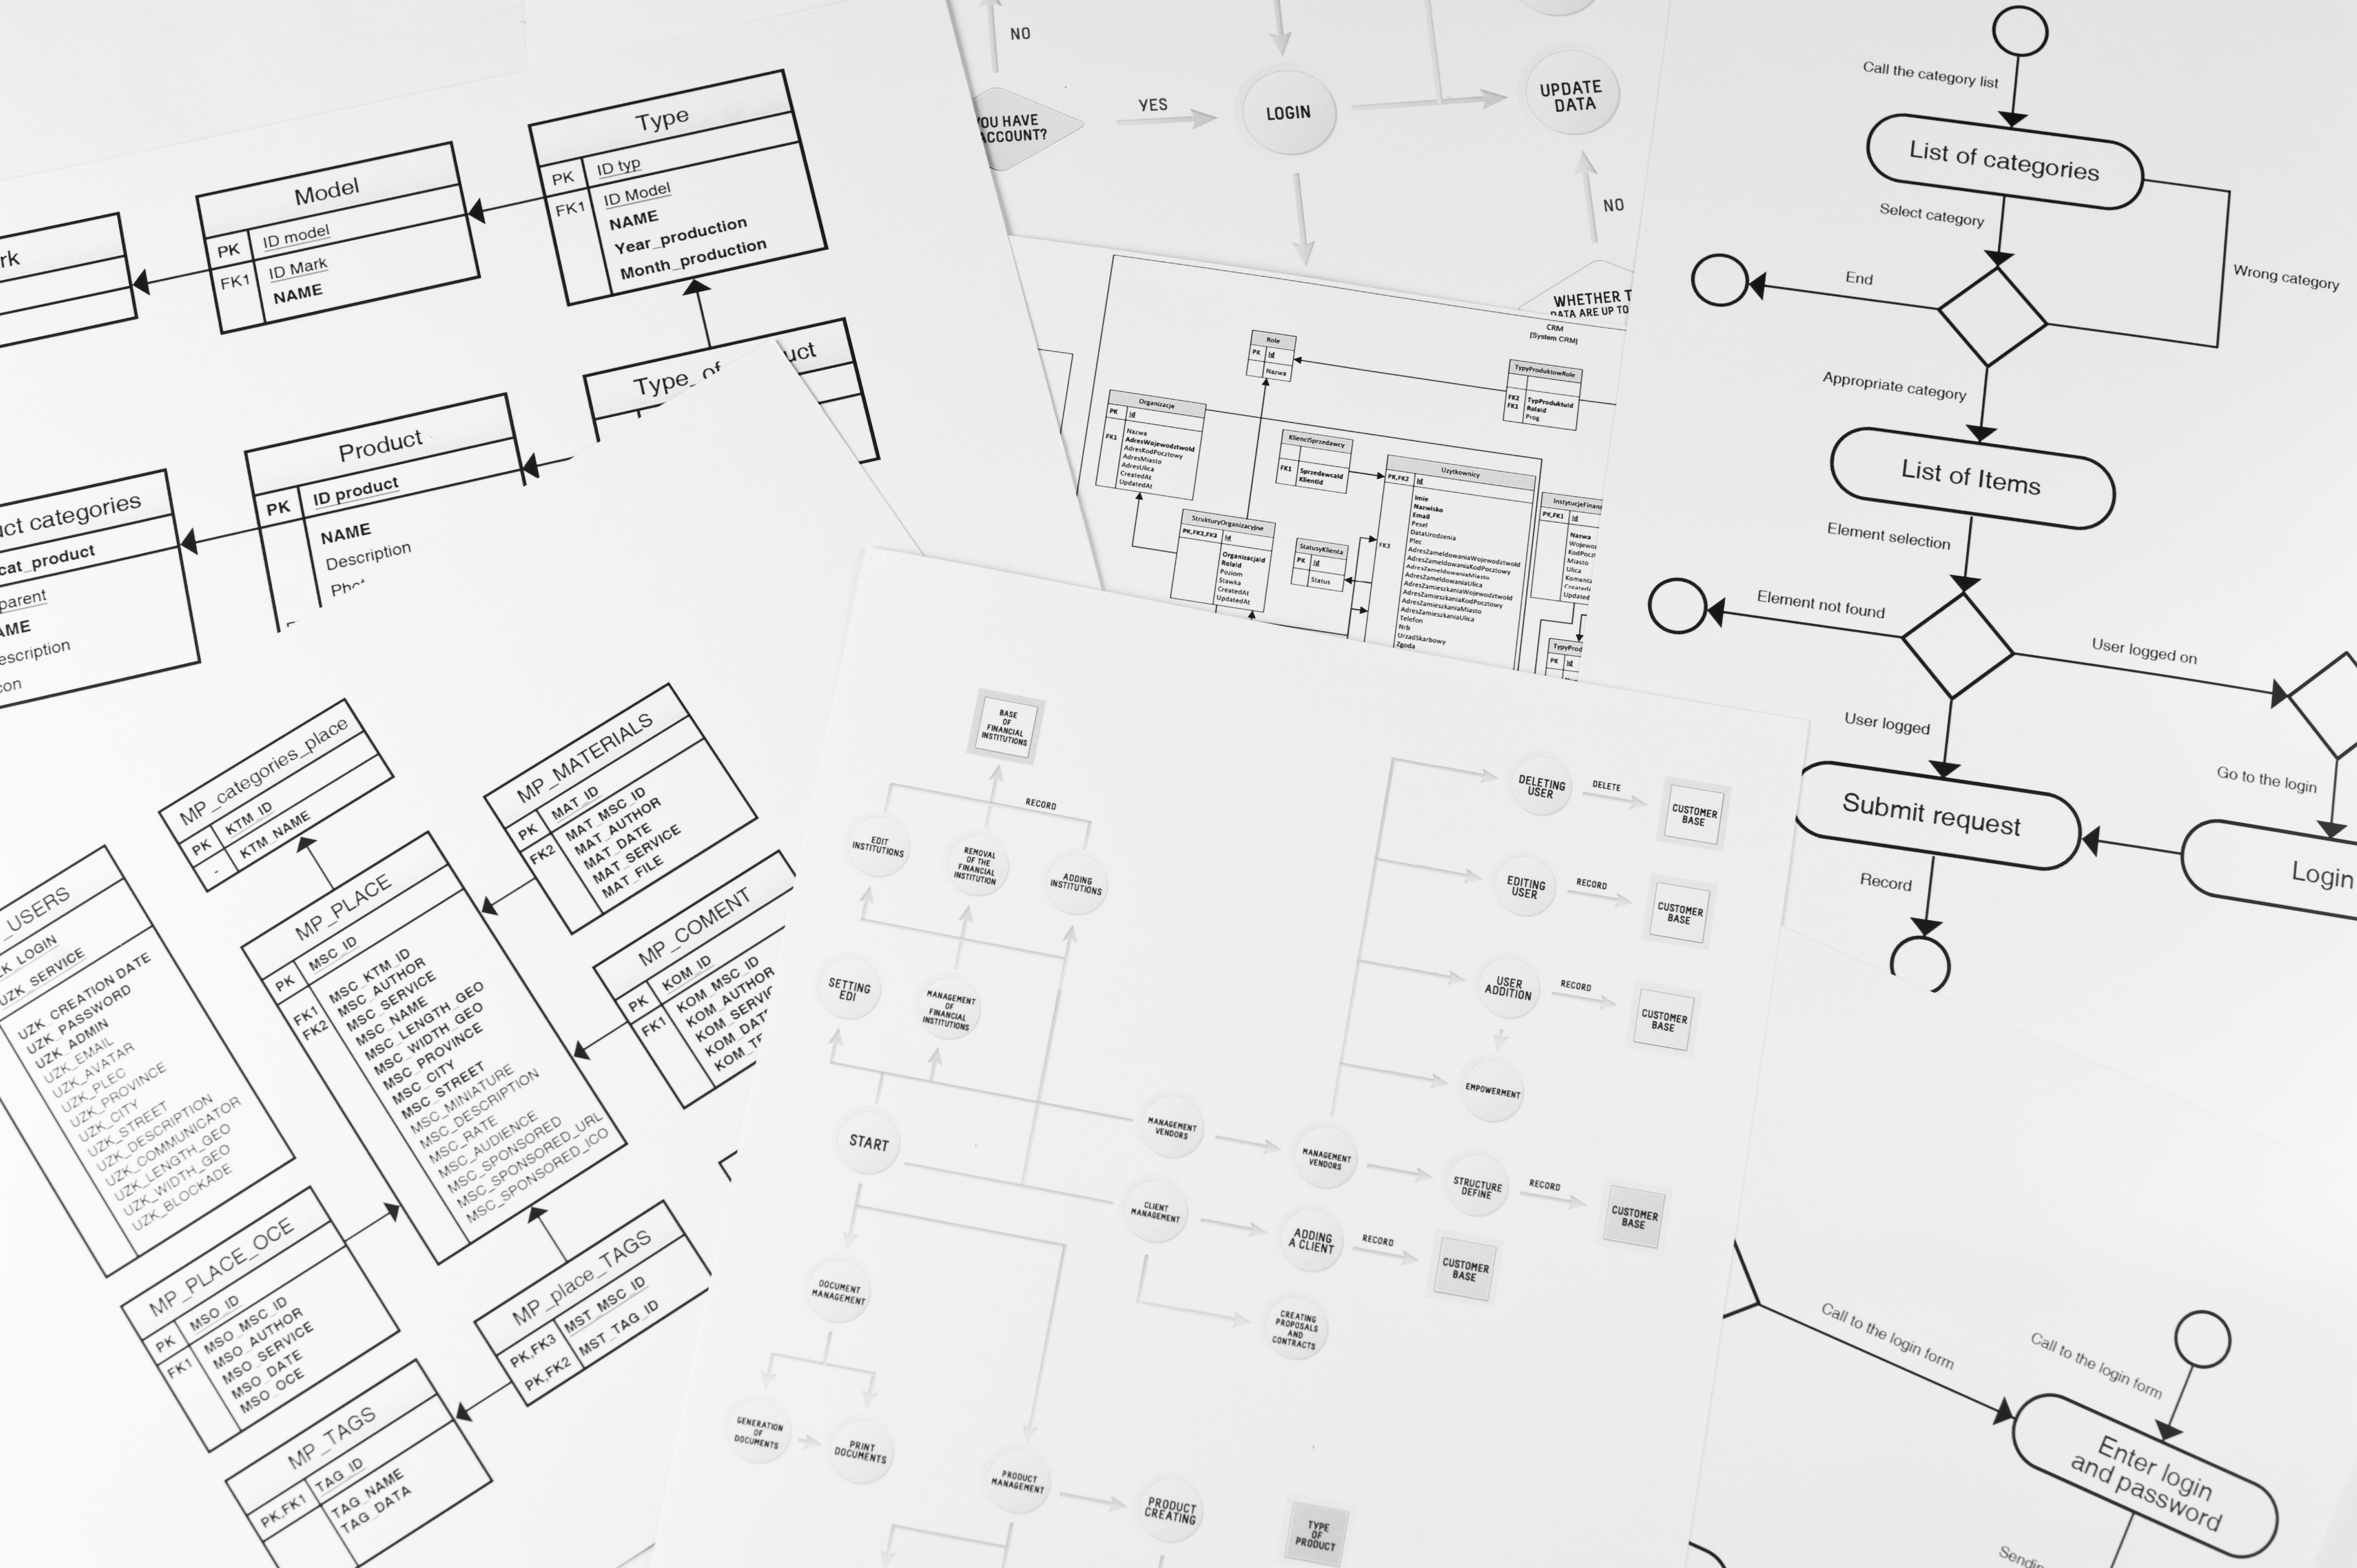 Type
PK
ID typ
FK1
ID Model
NAME
Year_production
Month_production
Model
PK
ID model
FK1
ID Mark
NAME
rk
Type_of
uct
Product
PK
ID product
NAME
Description
ct categories
cat_product
parent
AME
escription
con
NO
YOU HAVE
ACCOUNT?
YES
LOGIN
UPDATE
DATA
NO
WHETHER T
DATA ARE UP TO
CRM
[System CRM]
Role
PK
Id
Nazwa
TypyProduktowRole
FK2
TypProduktuId
FK1
RolaId
Prog
Organizacje
PK
Id
Nazwa
FK1
AdresWojewodztwoId
AdresKodPocztowy
AdresMiasto
AdresUlica
CreatedAt
UpdatedAt
KlienciSprzedawcy
FK1
SprzedawcaId
KlientId
Uzytkownicy
PK,FK2
Id
Imie
Nazwisko
Email
Pesel
DataUrodzenia
Plec
FK3
AdresZameldowaniaWojewodztwoId
AdresZameldowaniaKodPocztowy
AdresZameldowaniaMiasto
AdresZameldowaniaUlica
AdresZamieszkaniaWojewodztwoId
AdresZamieszkaniaKodPocztowy
AdresZamieszkaniaMiasto
AdresZamieszkaniaUlica
Telefon
Nrb
UrzadSkarbowy
Zgoda
StrukturyOrganizacyjne
PK,FK2,FK3
Id
OrganizacjaId
RolaId
Poziom
Stawka
CreatedAt
UpdatedAt
StatusyKlienta
PK
Id
Status
InstytucjeFinans
PK,FK1
Id
Nazwa
Wojewo
KodPocz
Miasto
Ulica
Komenta
CreatedA
Updated
TypyProd
PK
Id
Call the category list
List of categories
Select category
End
Wrong category
Appropriate category
List of Items
Element selection
Element not found
User logged on
User logged
Go to the login
Submit request
Login
Record
MP_categories_place
PK
KTM_ID
-
KTM_NAME
MP_MATERIALS
PK
MAT_ID
FK2
MAT_MSC_ID
MAT_AUTHOR
MAT_DATE
MAT_SERVICE
MAT_FILE
_USERS
ZK_LOGIN
UZK_SERVICE
UZK_CREATION DATE
UZK_PASSWORD
UZK_ADMIN
UZK_EMAIL
UZK_AVATAR
UZK_PLEC
UZK_PROVINCE
UZK_CITY
UZK_STREET
UZK_DESCRIPTION
UZK_COMMUNICATOR
UZK_LENGTH_GEO
UZK_WIDTH_GEO
UZK_BLOCKADE
MP_PLACE
PK
MSC_ID
FK1
FK2
MSC_KTM_ID
MSC_AUTHOR
MSC_SERVICE
MSC_NAME
MSC_LENGTH_GEO
MSC_WIDTH_GEO
MSC_PROVINCE
MSC_CITY
MSC_STREET
MSC_MINIATURE
MSC_DESCRIPTION
MSC_RATE
MSC_AUDIENCE
MSC_SPONSORED
MSC_SPONSORED_URL
MSC_SPONSORED_ICO
MP_COMENT
PK
KOM_ID
FK1
KOM_MSC_ID
KOM_AUTHOR
KOM_SERVIC
KOM_DATE
KOM_TE
MP_PLACE_OCE
PK
MSO_ID
FK1
MSO_MSC_ID
MSO_AUTHOR
MSO_SERVICE
MSO_DATE
MSO_OCE
MP_place_TAGS
PK,FK3
MST_MSC_ID
PK,FK2
MST_TAG_ID
MP_TAGS
PK,FK1
TAG_ID
TAG_NAME
TAG_DATA
BASE
OF
FINANCIAL
INSTITUTIONS
RECORD
EDIT
INSTITUTIONS
REMOVAL
OF THE
FINANCIAL
INSTITUTION
ADDING
INSTITUTIONS
SETTING
EDI
MANAGEMENT
OF
FINANCIAL
INSTITUTIONS
START
DELETING
USER
DELETE
CUSTOMER
BASE
EDITING
USER
RECORD
CUSTOMER
BASE
USER
ADDITION
RECORD
CUSTOMER
BASE
EMPOWERMENT
MANAGEMENT
VENDORS
MANAGEMENT
VENDORS
STRUCTURE
DEFINE
RECORD
CUSTOMER
BASE
CLIENT
MANAGEMENT
ADDING
A CLIENT
RECORD
CUSTOMER
BASE
CREATING
PROPOSALS
AND
CONTRACTS
DOCUMENT
MANAGEMENT
GENERATION
OF
DOCUMENTS
PRINT
DOCUMENTS
PRODUCT
MANAGEMENT
PRODUCT
CREATING
TYPE
OF
PRODUCT
Call to the login form
Call to the login form
Enter login
and password
Sending